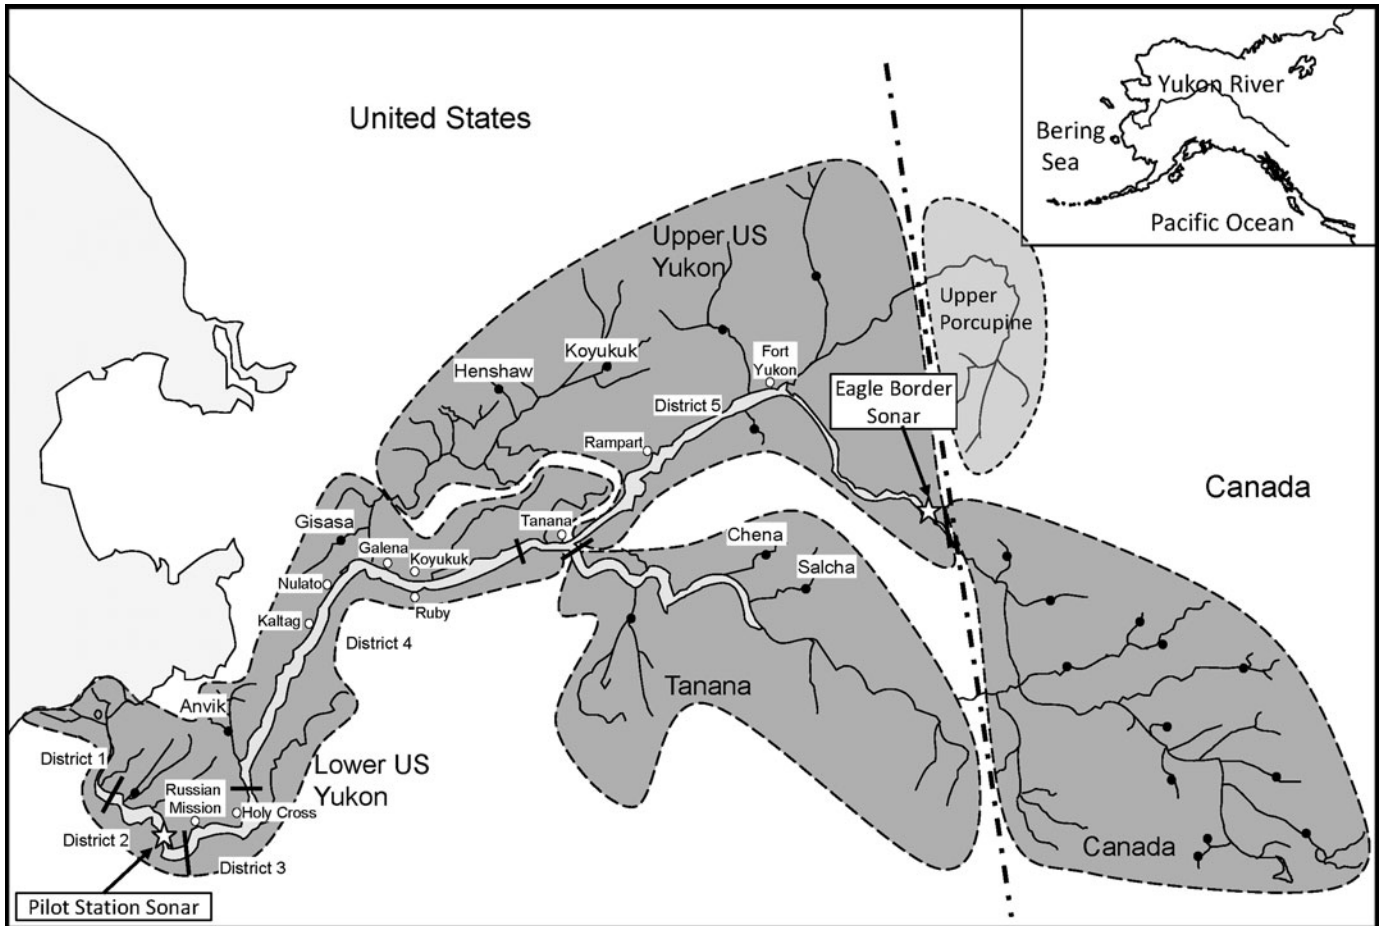 United States
Yukon River
Bering
Sea
Pacific Ocean
Upper US
Yukon
Upper
Porcupine
Koyukuk
Henshaw
Fort
Yukon
Eagle Border
Sonar
District 5
Rampart
Canada
Gisasa
Tanana
Galena
Koyukuk
Chena
Salcha
Nulato
Ruby
Kaltag
District 4
Tanana
Anvik
District 1
Lower US
Yukon
Russian
Mission
Holy Cross
District 2
District 3
Canada
Pilot Station Sonar